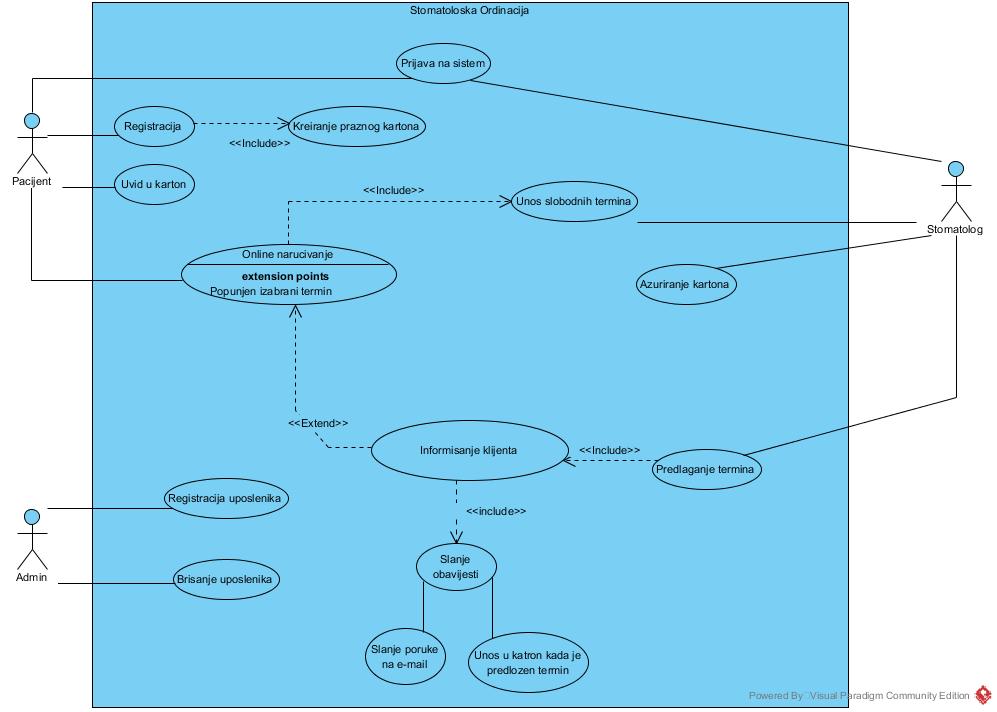 Stomatoloska Ordinacija
Prijava na sistem
Registracija
Kreiranje praznog kartona
<<Include>>
Pacijent
Uvid u karton
<<Include>>
Unos slobodnih termina
Stomatolog
Online narucivanje
extension points
Popunjen izabrani termin
Azuriranje kartona
<<Extend>>
Informisanje klijenta
<<Include>>
Predlaganje termina
Registracija uposlenika
<<include>>
Admin
Slanje
obavijesti
Brisanje uposlenika
Slanje poruke
na e-mail
Unos u katron kada je
predlozen termin
Powered By Visual Paradigm Community Edition